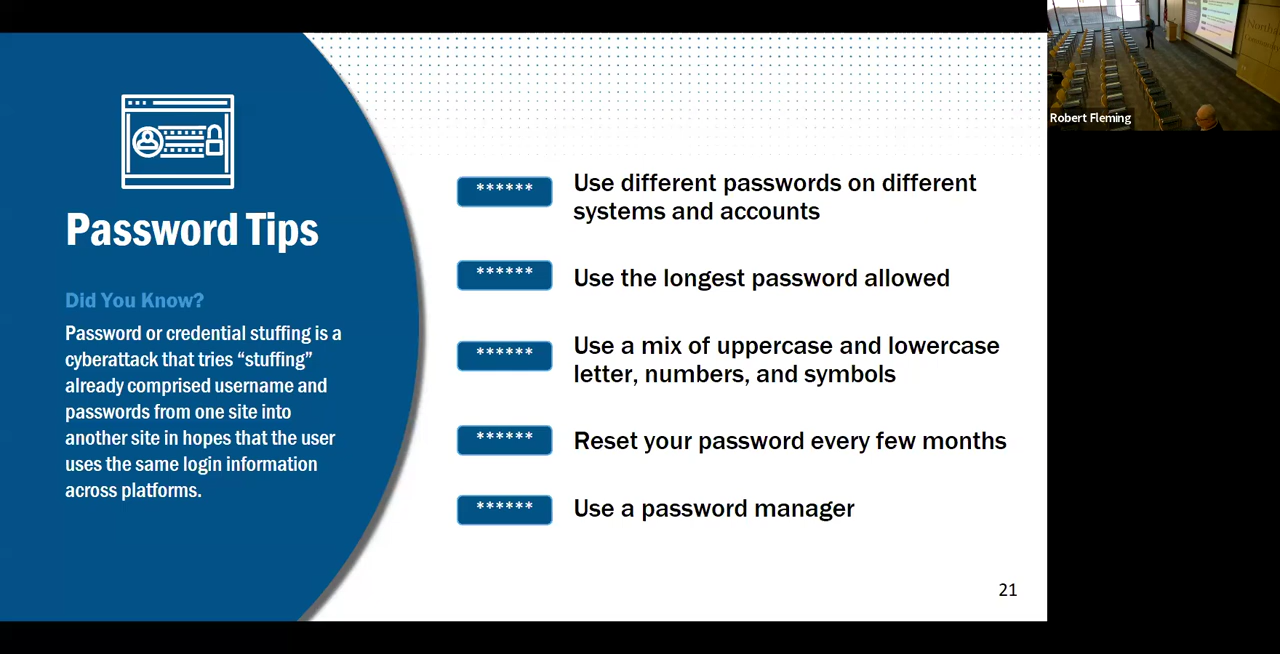 Password Tips
Did You Know?
Password or credential stuffing is a
cyberattack that tries “stuffing”
already comprised username and
passwords from one site into
another site in hopes that the user
uses the same login information
across platforms.
******
Use different passwords on different
systems and accounts
******
Use the longest password allowed
******
Use a mix of uppercase and lowercase
letter, numbers, and symbols
******
Reset your password every few months
******
Use a password manager
21
Robert Fleming